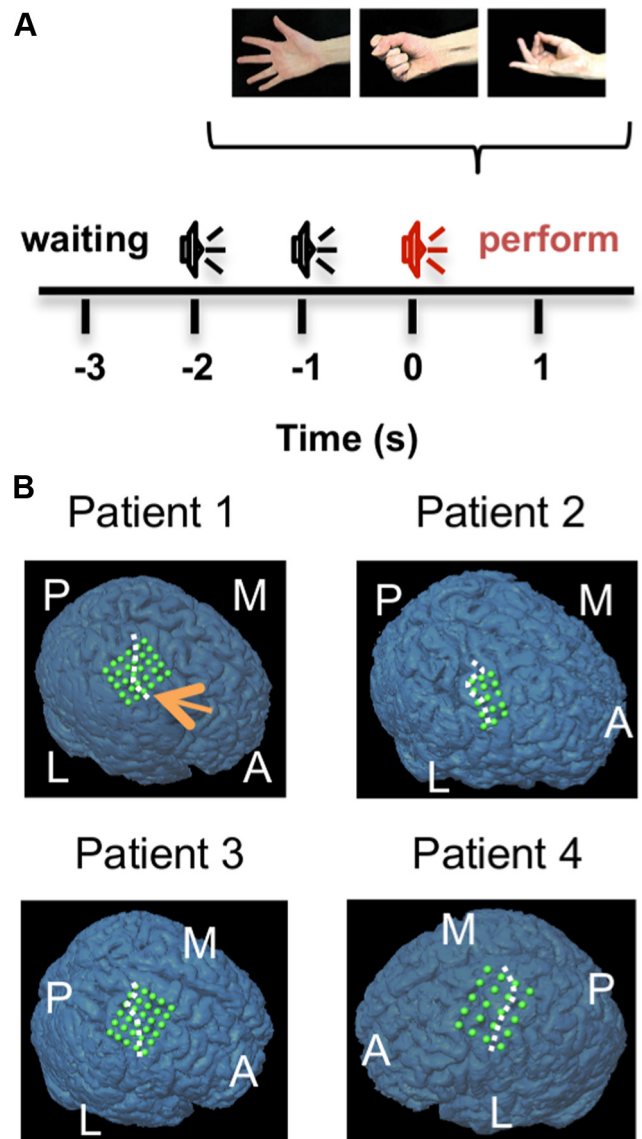 A
waiting
perform
-3 -2 -1 0 1
Time (s)
B
Patient 1 Patient 2
P M P M
L A L A
Patient 3 Patient 4
M M
P P
A A
L L